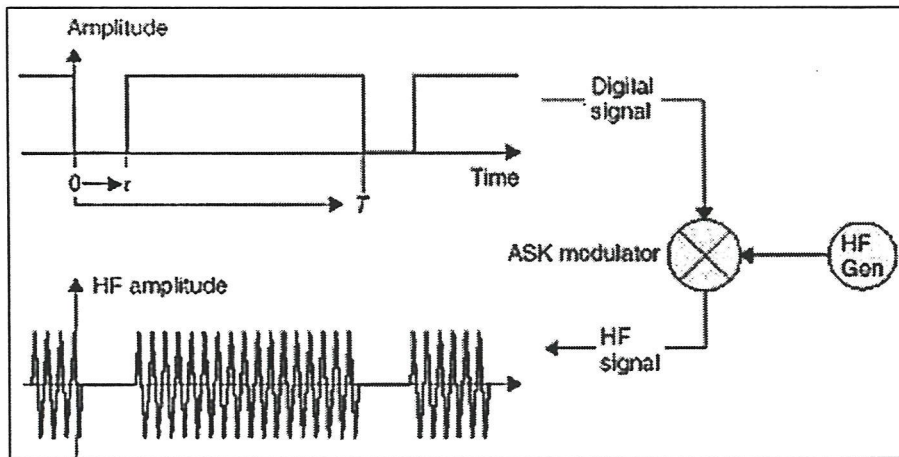 Amplitude
Digital
signal
0
τ
T
Time
ASK modulator
HF
Gen
HF amplitude
HF
signal